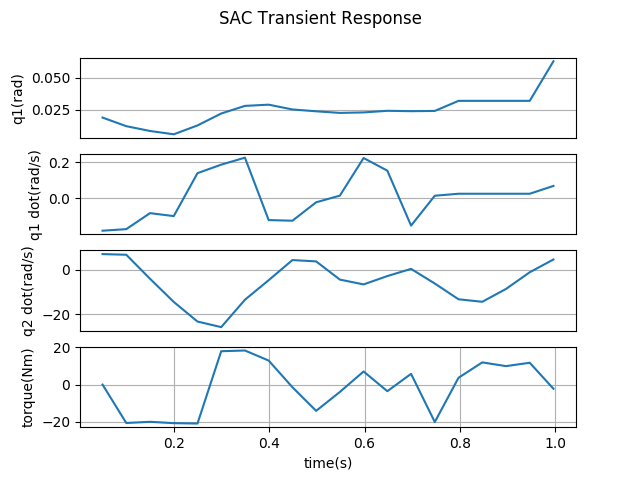 SAC Transient Response
q1(rad)
0.050
0.025
q1 dot(rad/s)
0.2
0.0
q2 dot(rad/s)
0
−20
torque(Nm)
20
0
−20
0.2 0.4 0.6 0.8 1.0
time(s)